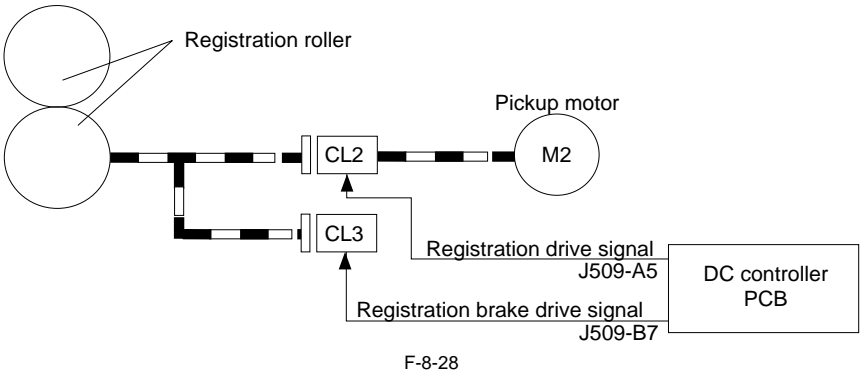 Registration roller
Pickup motor
CL2
M2
CL3
Registration drive signal
J509-A5
DC controller
PCB
Registration brake drive signal
J509-B7
F-8-28